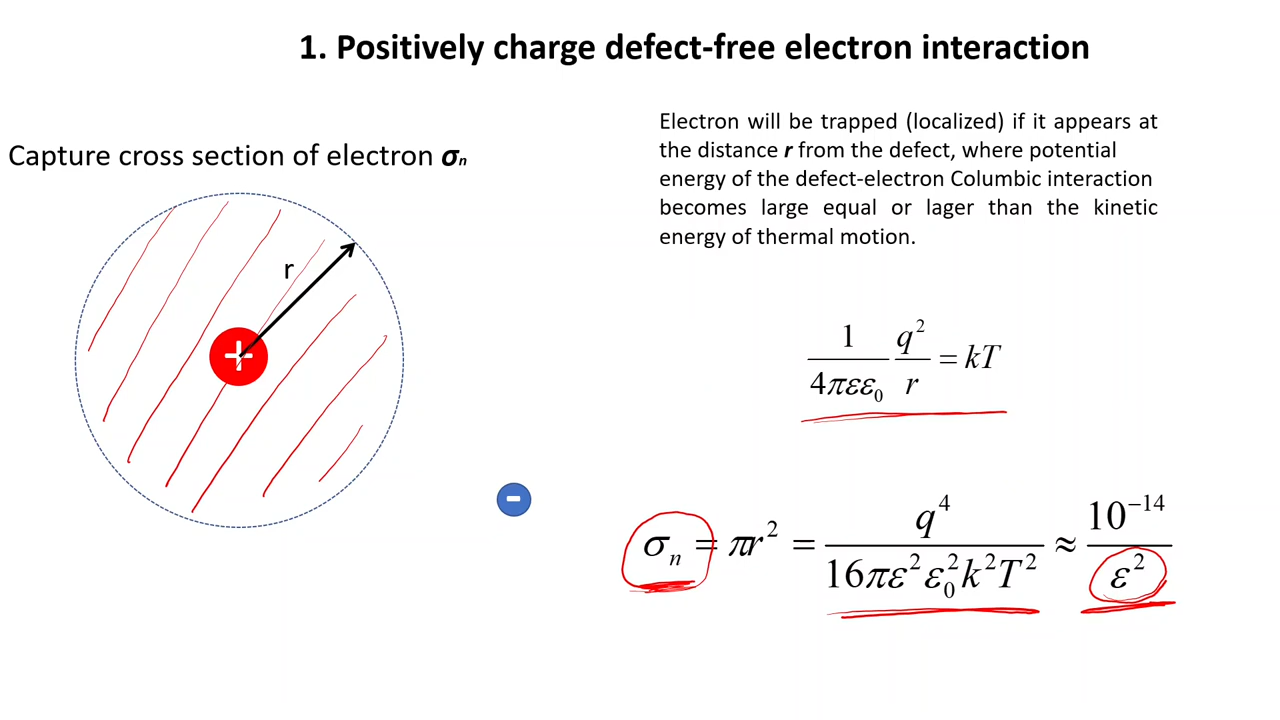 1. Positively charge defect-free electron interaction
Capture cross section of electron σₙ
r
+
-
Electron will be trapped (localized) if it appears at
the distance r from the defect, where potential
energy of the defect-electron Columbic interaction
becomes large equal or lager than the kinetic
energy of thermal motion.
1/(4πεε₀) q²/r = kT
σₙ = πr² = q⁴/(16πε²ε₀²k²T²) ≈ 10⁻¹⁴/ε²